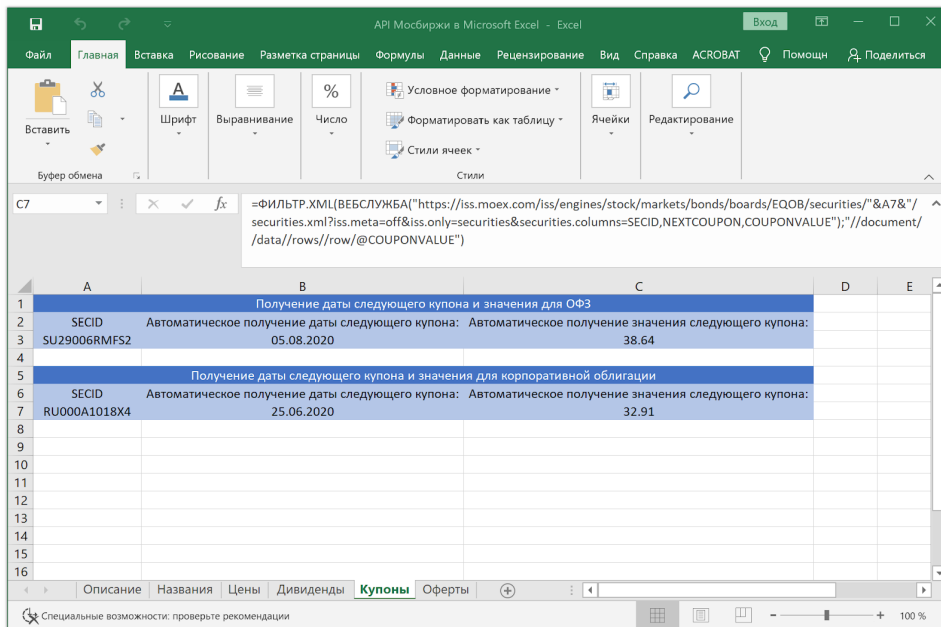 API Мосбиржи в Microsoft Excel - Excel
Вход
Файл Главная Вставка Рисование Разметка страницы Формулы Данные Рецензирование Вид Справка ACROBAT Помощн Поделиться
Вставить
Буфер обмена
Шрифт
Выравнивание
%
Число
Условное форматирование
Форматировать как таблицу
Стили ячеек
Стили
Ячейки
Редактирование
C7
fx
=ФИЛЬТР.XML(ВЕБСЛУЖБА("https://iss.moex.com/iss/engines/stock/markets/bonds/boards/EQOB/securities/"&A7&"/
securities.xml?iss.meta=off&iss.only=securities&securities.columns=SECID,NEXTCOUPON,COUPONVALUE");"//document/
/data//rows//row/@COUPONVALUE")
A B C D E
1 Получение даты следующего купона и значения для ОФЗ
2 SECID Автоматическое получение даты следующего купона: Автоматическое получение значения следующего купона:
3 SU29006RMFS2 05.08.2020 38.64
4
5 Получение даты следующего купона и значения для корпоративной облигации
6 SECID Автоматическое получение даты следующего купона: Автоматическое получение значения следующего купона:
7 RU000A1018X4 25.06.2020 32.91
8
9
10
11
12
13
14
15
16
Описание Названия Цены Дивиденды Купоны Оферты
Специальные возможности: проверьте рекомендации
100 %